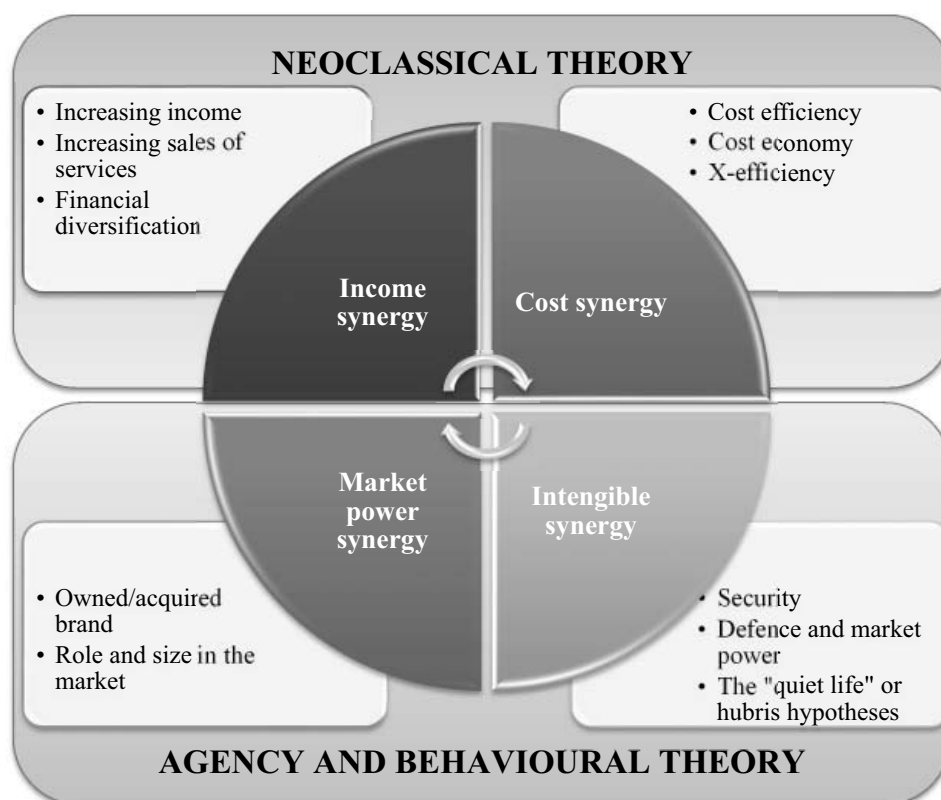 NEOCLASSICAL THEORY
• Increasing income
• Increasing sales of
services
• Financial
diversification
• Cost efficiency
• Cost economy
• X-efficiency
Income
synergy
Cost synergy
Market
power
synergy
Intengible
synergy
• Owned/acquired
brand
• Role and size in the
market
• Security
• Defence and market
power
• The "quiet life" or
hubris hypotheses
AGENCY AND BEHAVIOURAL THEORY